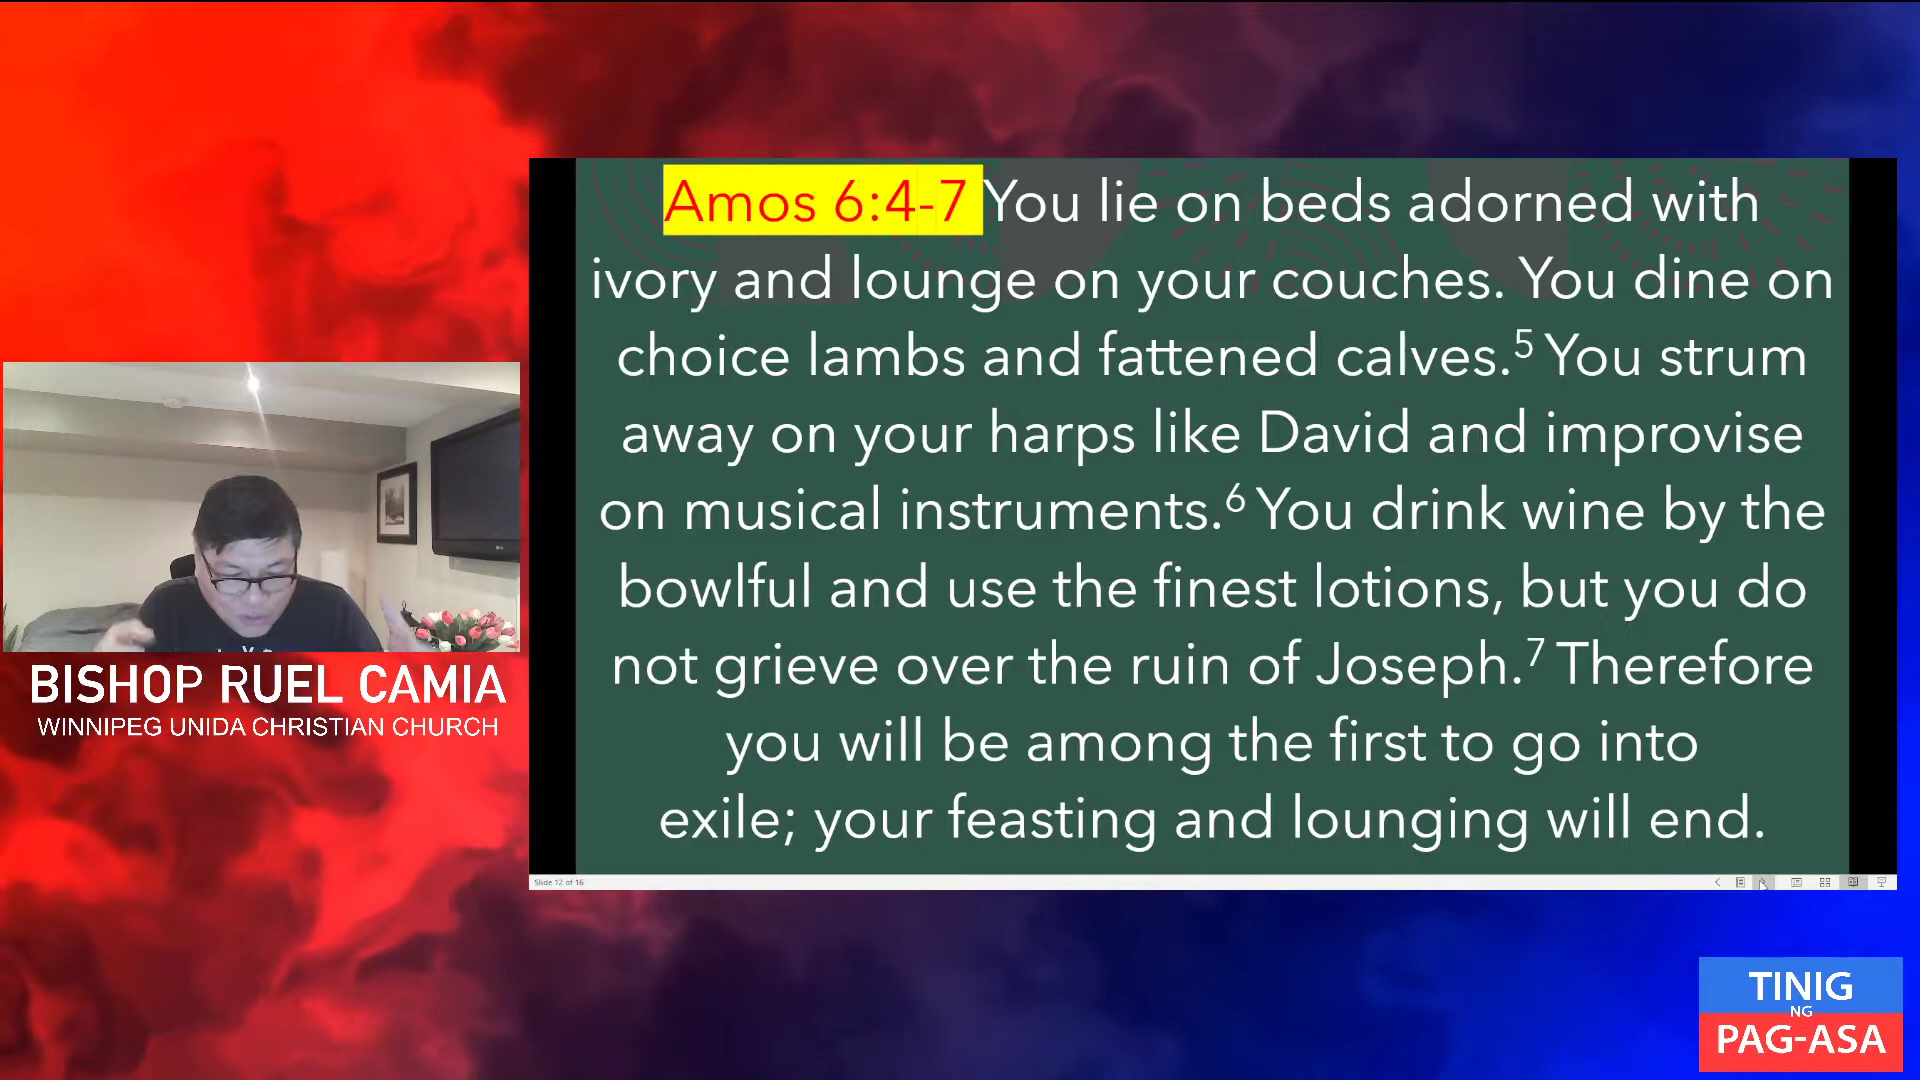 Amos 6:4-7 You lie on beds adorned with
ivory and lounge on your couches. You dine on
choice lambs and fattened calves.5 You strum
away on your harps like David and improvise
on musical instruments.6 You drink wine by the
bowlful and use the finest lotions, but you do
not grieve over the ruin of Joseph.7 Therefore
you will be among the first to go into
exile; your feasting and lounging will end.
Slide 12 of 16
BISHOP RUEL CAMIA
WINNIPEG UNIDA CHRISTIAN CHURCH
TINIG
NG
PAG-ASA